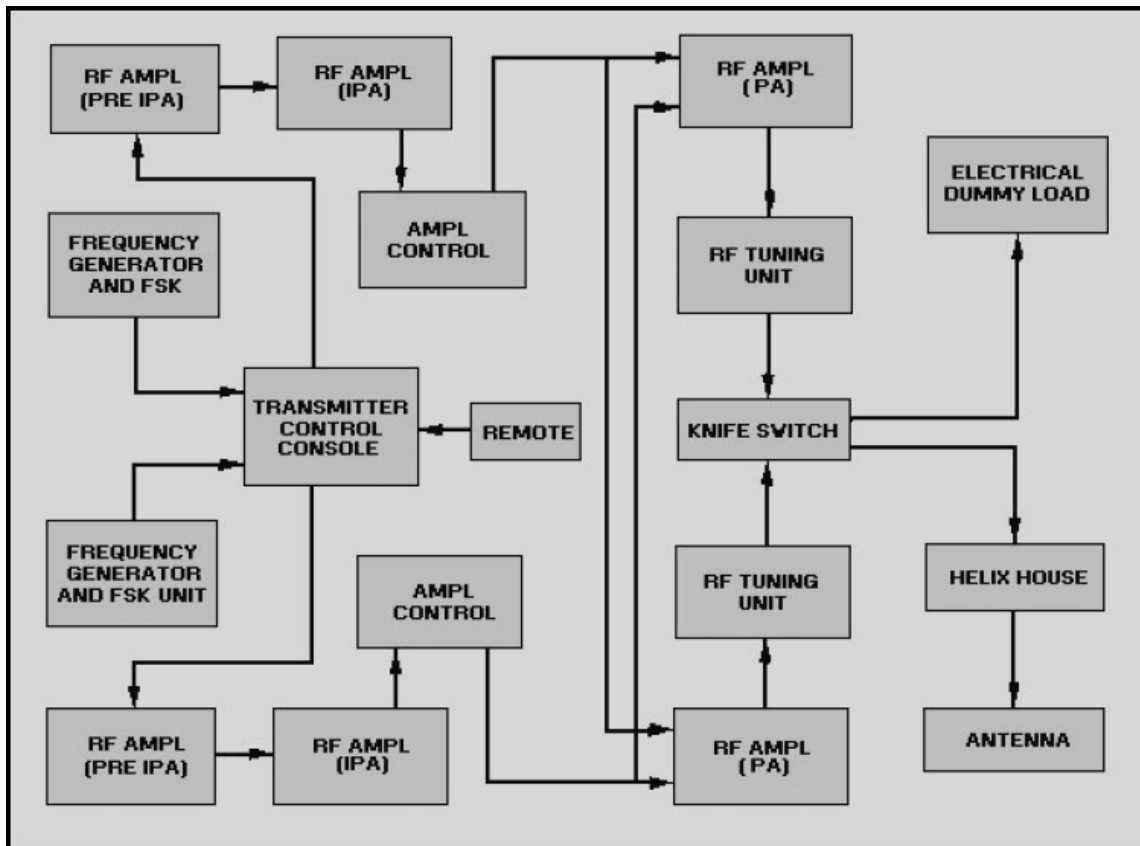 RF AMPL
(PRE IPA)
RF AMPL
(IPA)
RF AMPL
( PA)
ELECTRICAL
DUMMY LOAD
AMPL
CONTROL
FREQUENCY
GENERATOR
AND FSK
RF TUNING
UNIT
TRANSMITTER
CONTROL
CONSOLE
REMOTE
KNIFE SWITCH
FREQUENCY
GENERATOR
AND FSK UNIT
AMPL
CONTROL
RF TUNING
UNIT
HELIX HOUSE
RF AMPL
(PRE IPA)
RF AMPL
(IPA)
RF AMPL
( PA)
ANTENNA